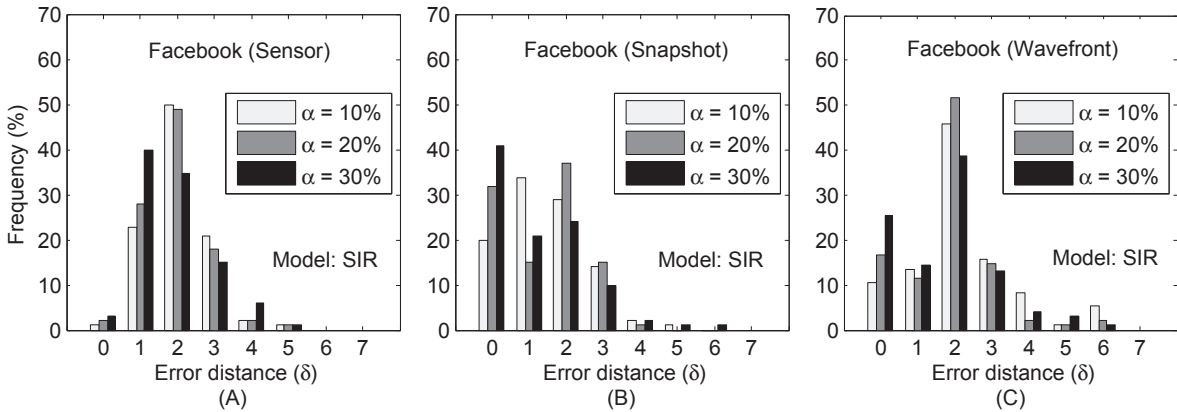 Frequency (%)
70
60
50
40
30
20
10
0
Facebook (Sensor)
α = 10%
α = 20%
α = 30%
Model: SIR
0 1 2 3 4 5 6 7
Error distance (δ)
(A)
70
60
50
40
30
20
10
0
Facebook (Snapshot)
α = 10%
α = 20%
α = 30%
Model: SIR
0 1 2 3 4 5 6 7
Error distance (δ)
(B)
70
60
50
40
30
20
10
0
Facebook (Wavefront)
α = 10%
α = 20%
α = 30%
Model: SIR
0 1 2 3 4 5 6 7
Error distance (δ)
(C)